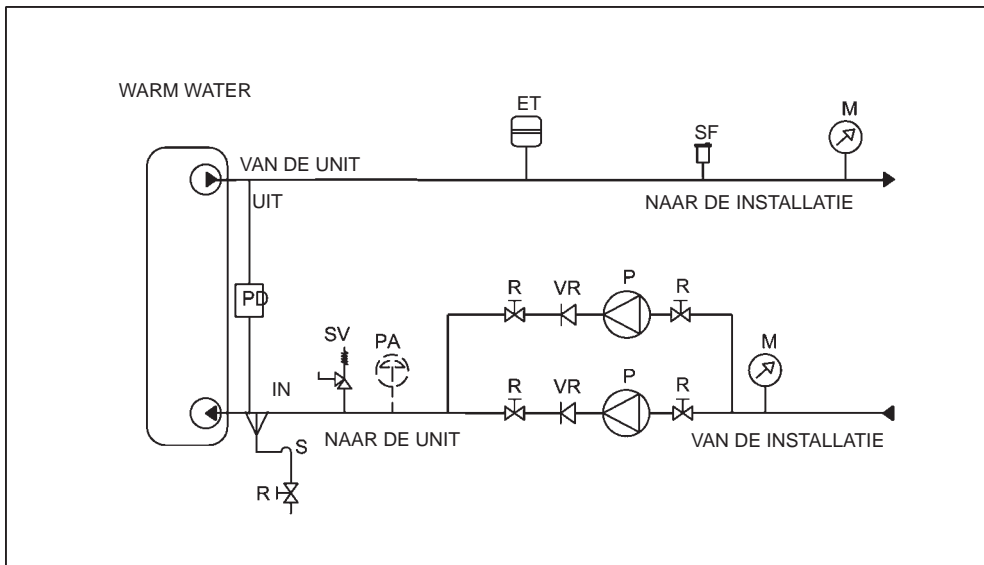 WARM WATER
ET
SF
M
VAN DE UNIT
UIT
NAAR DE INSTALLATIE
PD
R
VR
P
R
SV
PA
M
IN
R
VR
P
R
NAAR DE UNIT
VAN DE INSTALLATIE
S
R